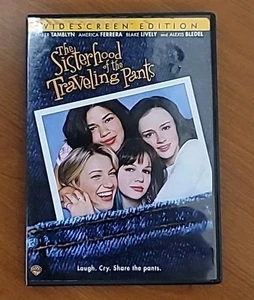 WIDESCREEN EDITION
BER TAMBLYN AMERICA FERRERA BLAKE LIVELY and ALEXIS BLEDEL
The
Sisterhood of the
Traveling Pants
Laugh. Cry. Share the pants.